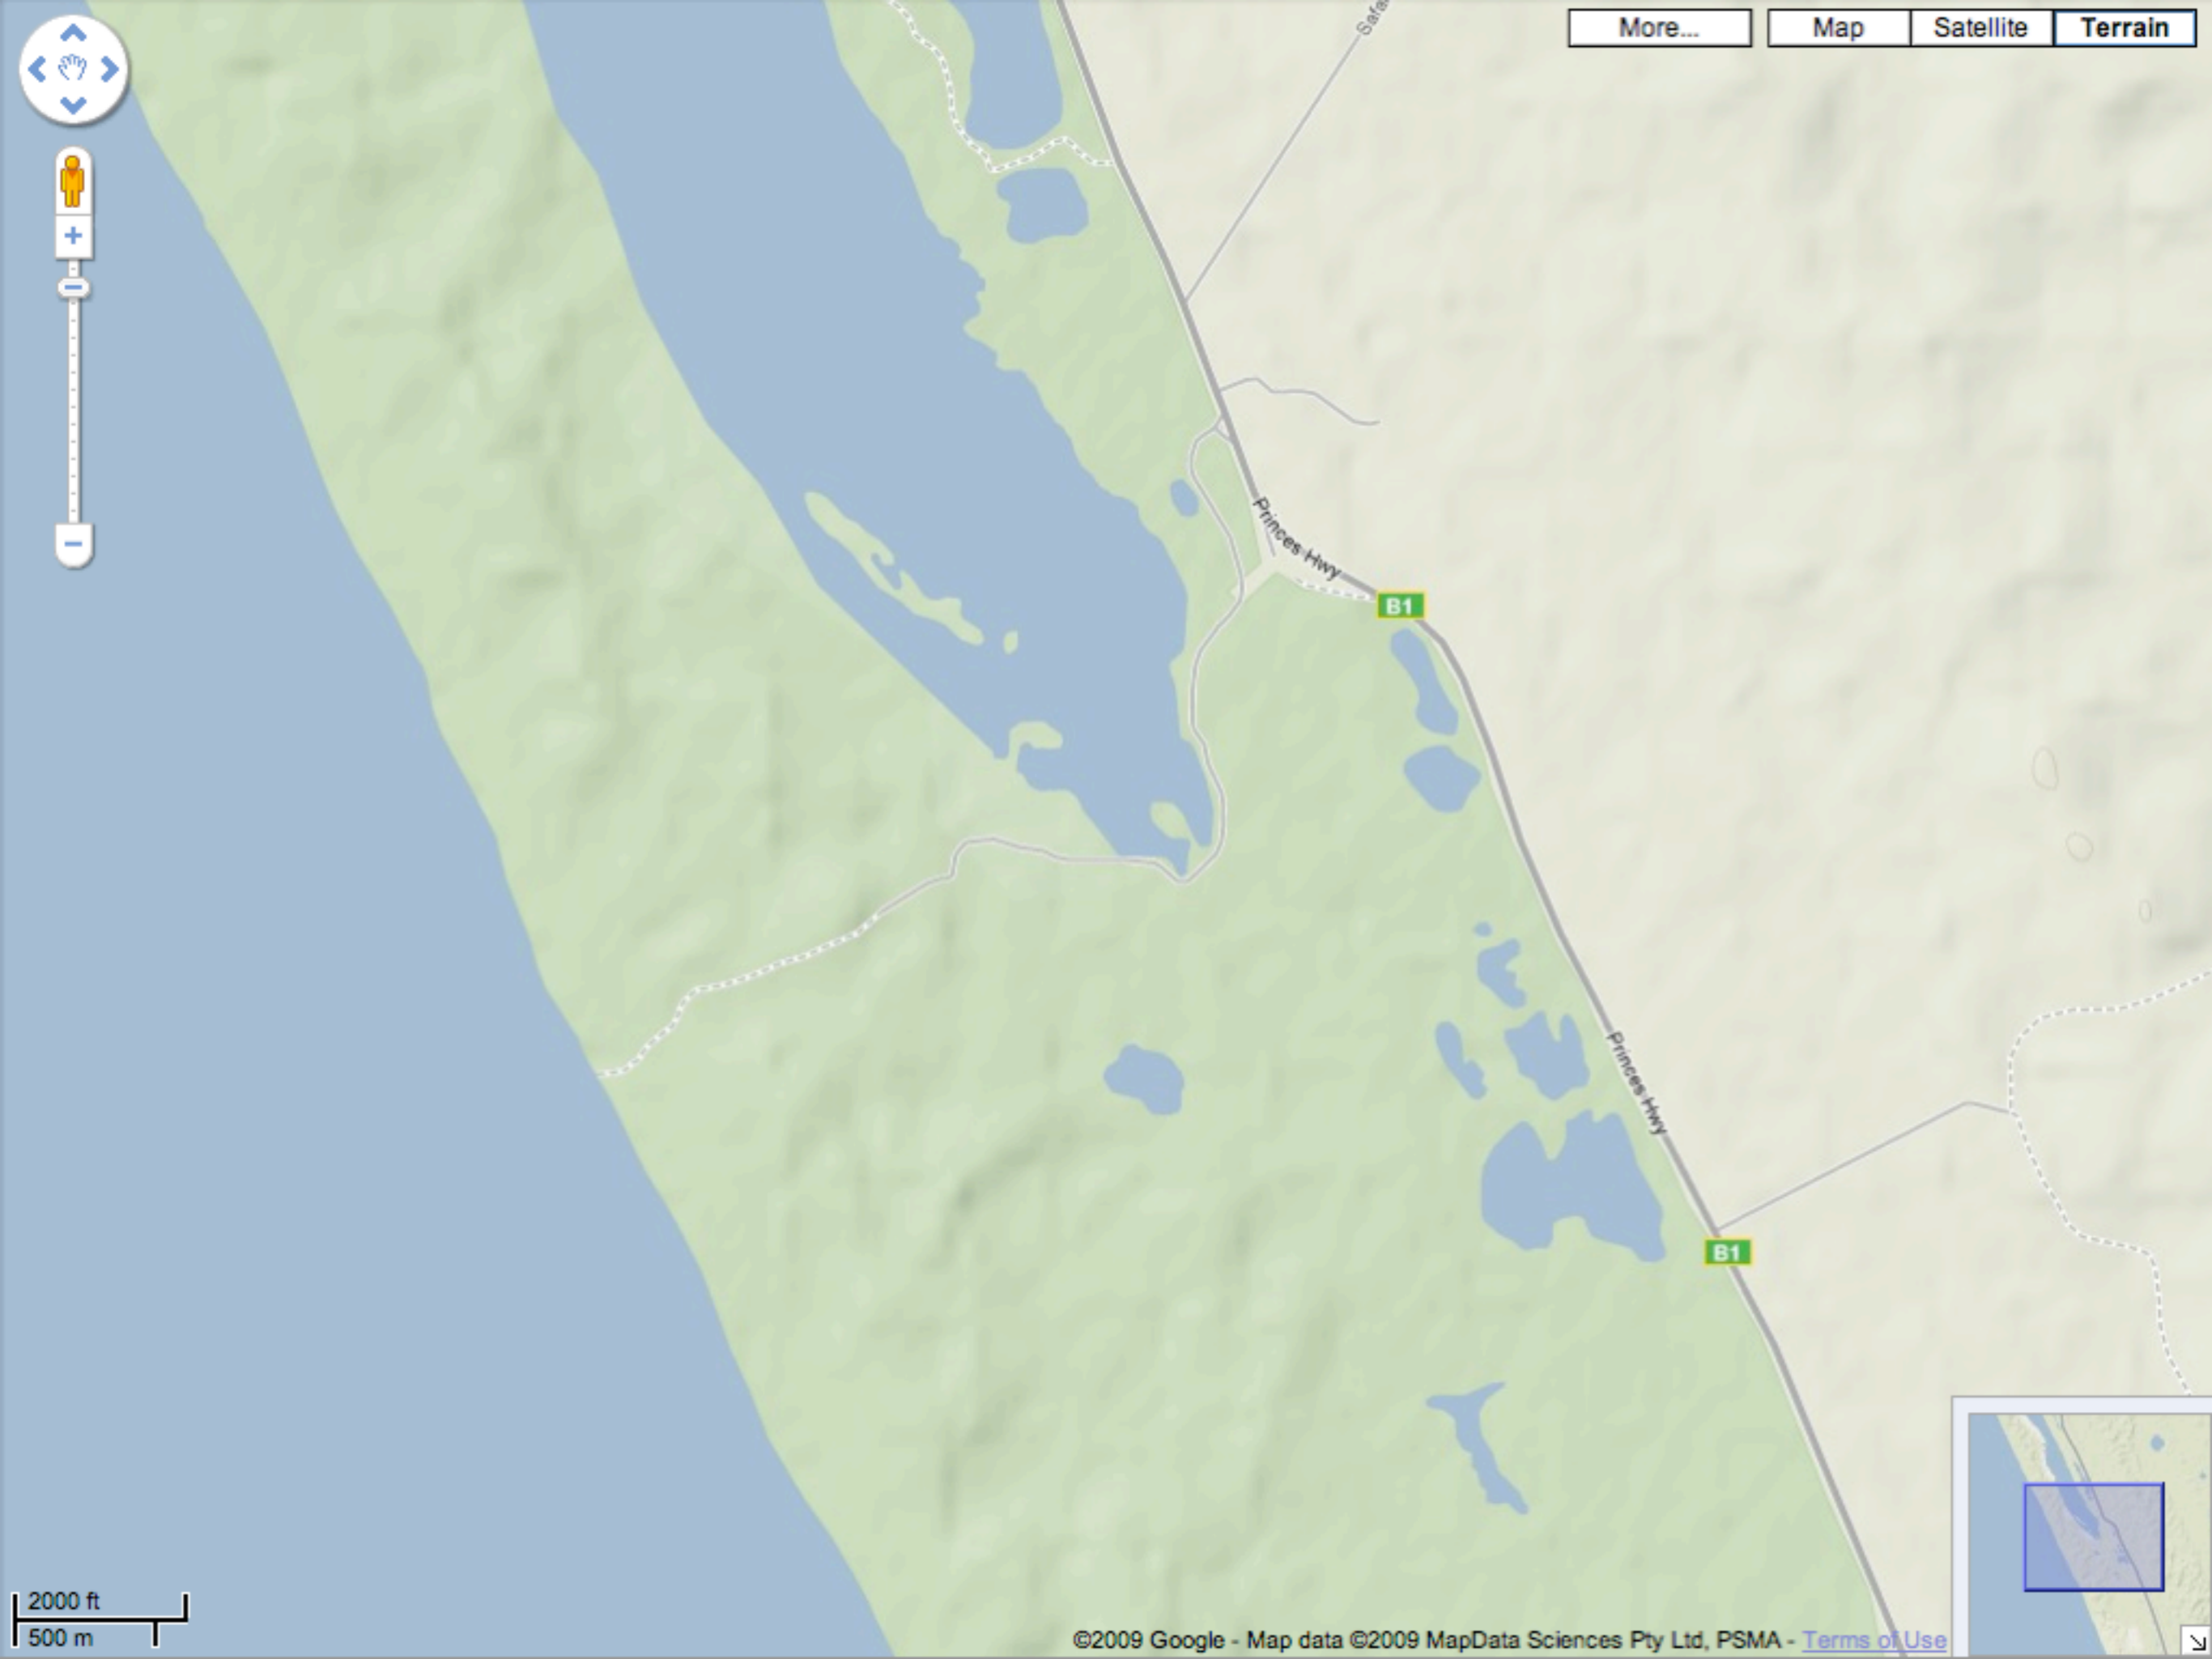 More...
Map
Satellite
Terrain
Safa
Princes Hwy
B1
Princes Hwy
B1
2000 ft
500 m
©2009 Google - Map data ©2009 MapData Sciences Pty Ltd, PSMA - Terms of Use